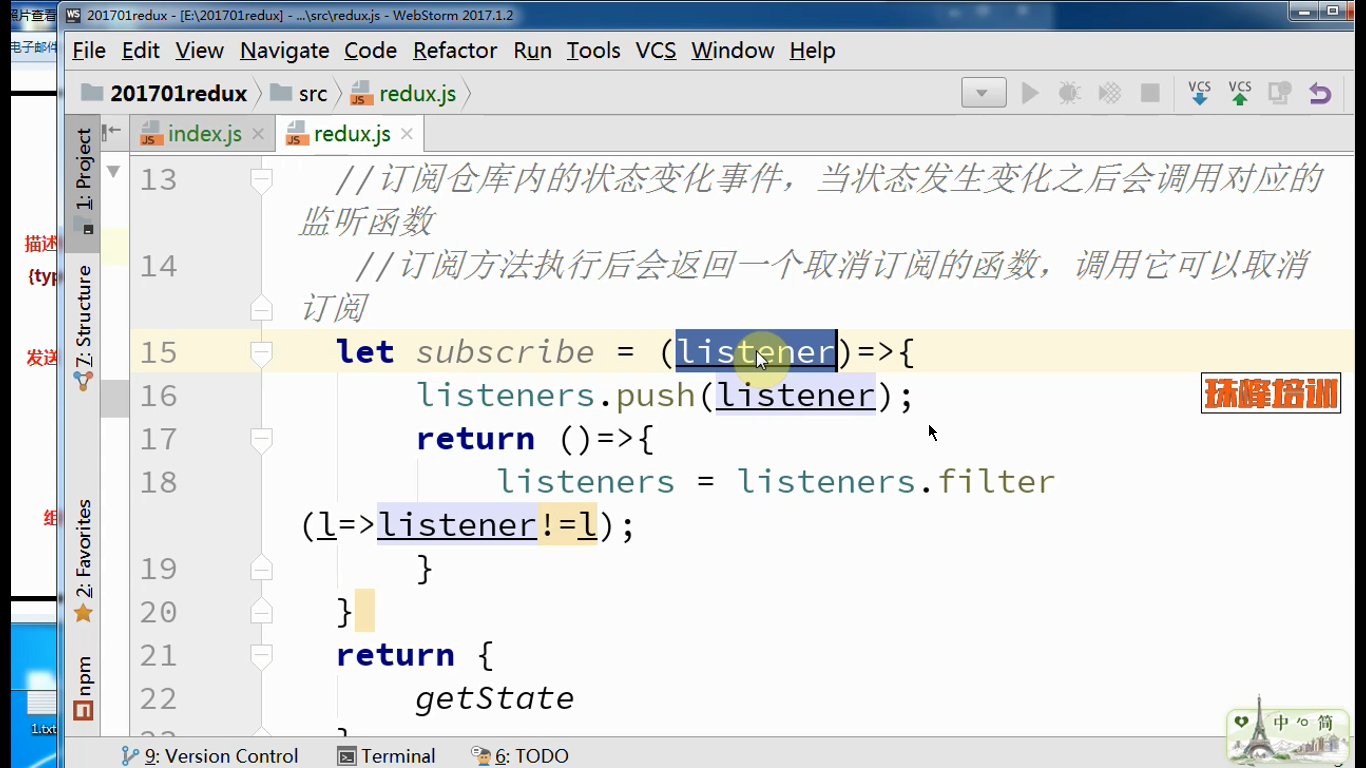 照片查看
201701redux - [E:\201701redux] - ...\src\redux.js - WebStorm 2017.1.2
电子邮件
File Edit View Navigate Code Refactor Run Tools VCS Window Help
201701redux src redux.js
VCS VCS
index.js redux.js
1: Project
7: Structure
2: Favorites
npm
描述
{typ
发送
组
1.txt
13 //订阅仓库内的状态变化事件，当状态发生变化之后会调用对应的
监听函数
14 //订阅方法执行后会返回一个取消订阅的函数，调用它可以取消
订阅
15 let subscribe = (listener)=>{
16 listeners.push(listener);
17 return ()=>{
18 listeners = listeners.filter
(l=>listener!=l);
19 }
20 }
21 return {
22 getState
珠峰培训
中 简
9: Version Control Terminal 6: TODO